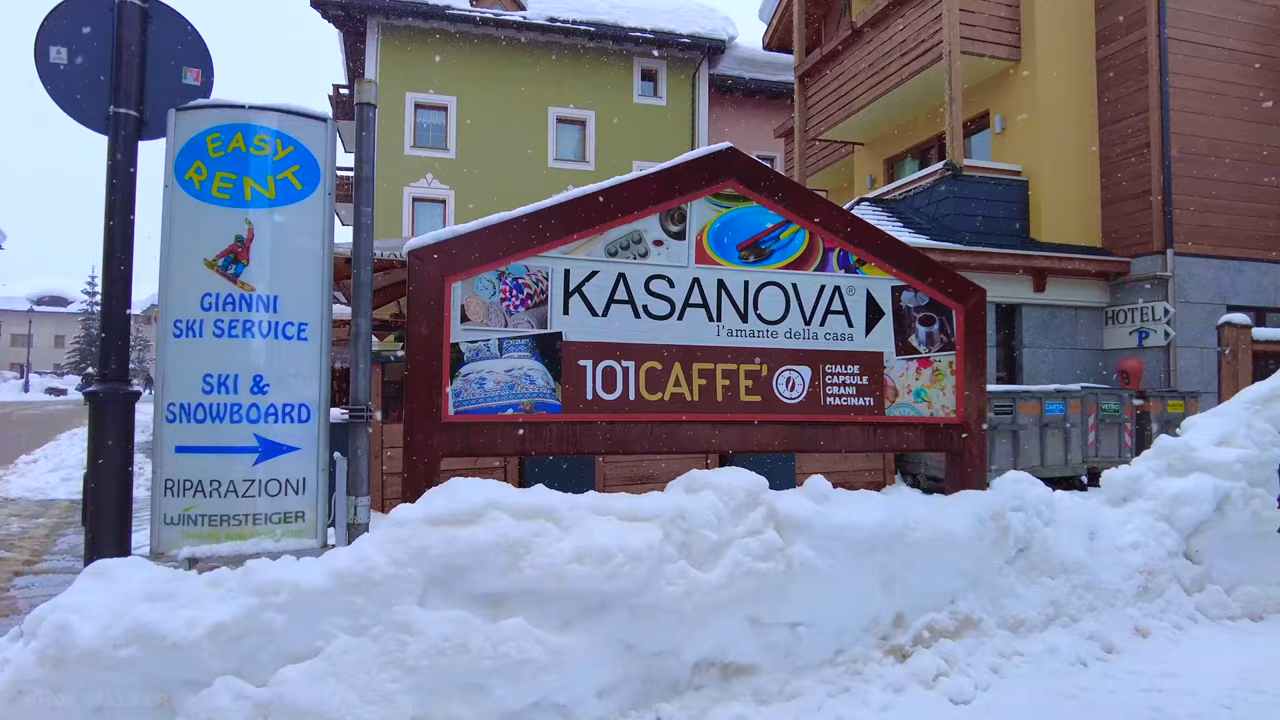 EASY
RENT
GIANNI
SKI SERVICE
SKI &
SNOWBOARD
RIPARAZIONI
WINTERSTEIGER
KASANOVA®
l'amante della casa
101CAFFE'®
CIALDE
CAPSULE
GRANI
MACINATI
HOTEL
P
CARTA
VETRO